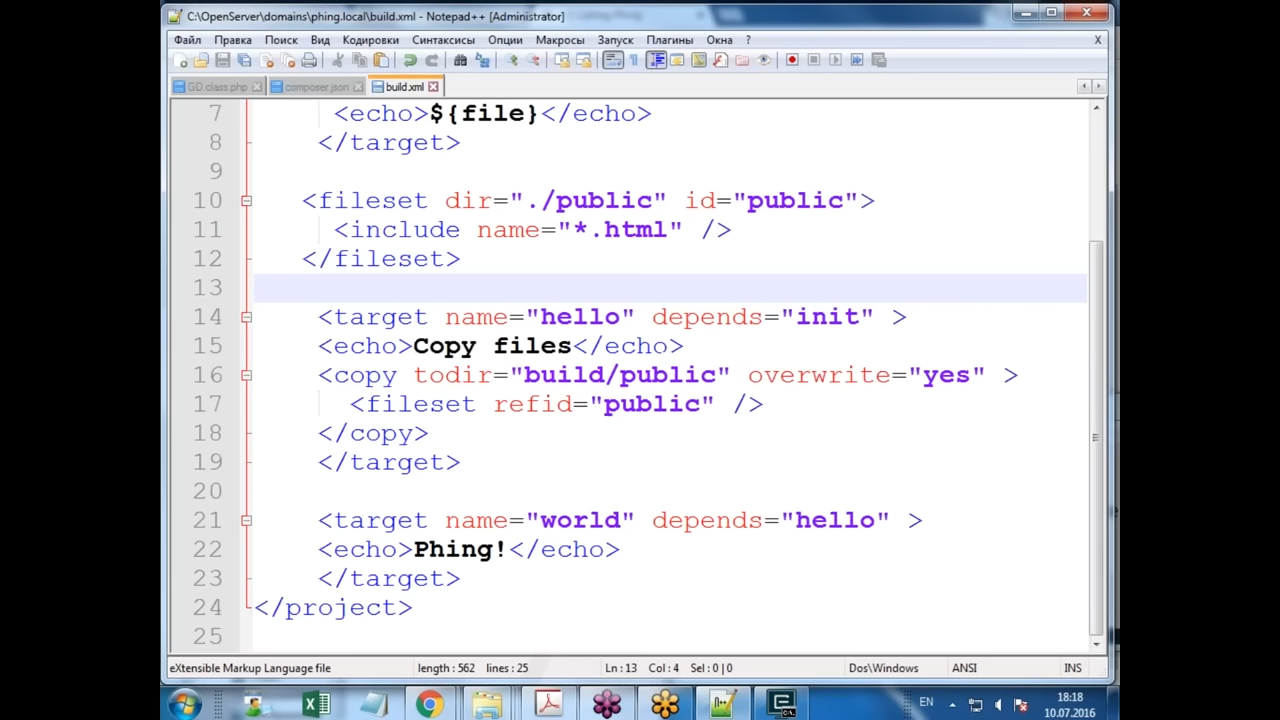 C:\OpenServer\domains\phing.local\build.xml - Notepad++ [Administrator]
Файл Правка Поиск Вид Кодировки Синтаксисы Опции Макросы Запуск Плагины Окна ? X
GD.class.php composer.json build.xml
7 <echo>${file}</echo>
8 </target>
9
10 <fileset dir="./public" id="public">
11 <include name="*.html" />
12 </fileset>
13
14 <target name="hello" depends="init" >
15 <echo>Copy files</echo>
16 <copy todir="build/public" overwrite="yes" >
17 <fileset refid="public" />
18 </copy>
19 </target>
20
21 <target name="world" depends="hello" >
22 <echo>Phing!</echo>
23 </target>
24 </project>
25
eXtensible Markup Language file length : 562 lines : 25 Ln : 13 Col : 4 Sel : 0 | 0 Dos\Windows ANSI INS
EN 18:18
10.07.2016